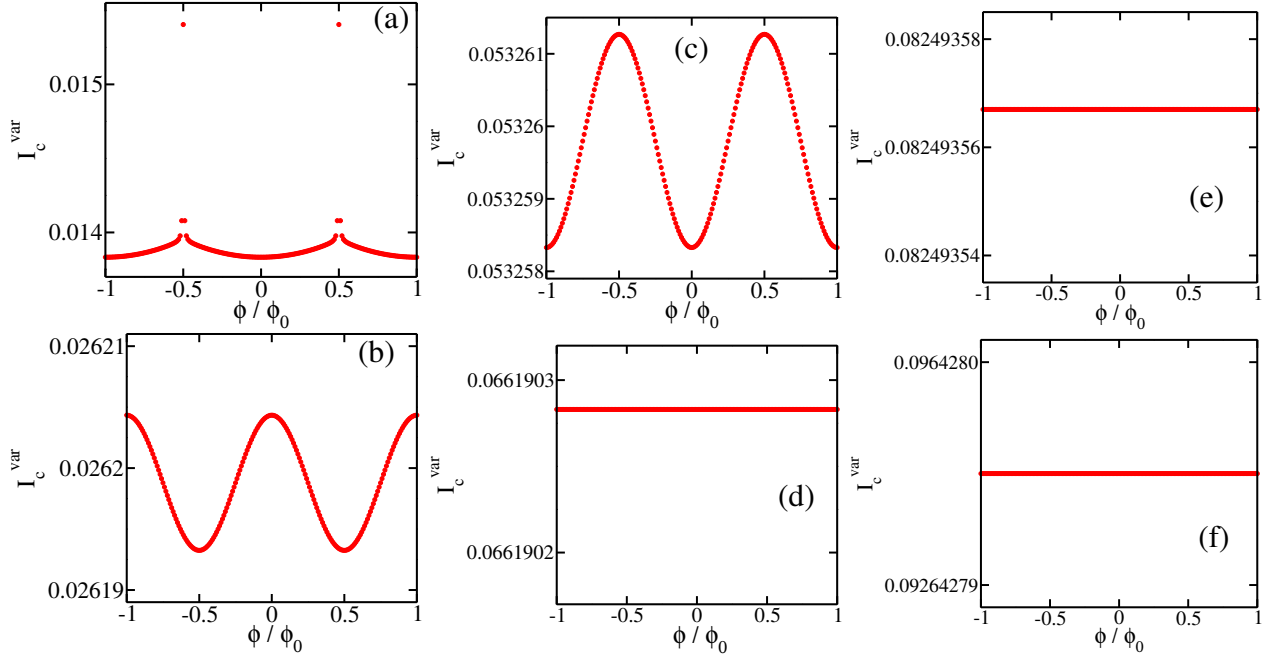 (a)
0.015
0.014
I_c^var
-1 -0.5 0 0.5 1
ϕ / ϕ_0
(b)
0.02621
0.0262
0.02619
I_c^var
-1 -0.5 0 0.5 1
ϕ / ϕ_0
(c)
0.053261
0.05326
0.053259
0.053258
I_c^var
-1 -0.5 0 0.5 1
ϕ / ϕ_0
(d)
0.0661903
0.0661902
I_c^var
-1 -0.5 0 0.5 1
ϕ / ϕ_0
(e)
0.08249358
0.08249356
0.08249354
I_c^var
-1 -0.5 0 0.5 1
ϕ / ϕ_0
(f)
0.0964280
0.09264279
I_c^var
-1 -0.5 0 0.5 1
ϕ / ϕ_0